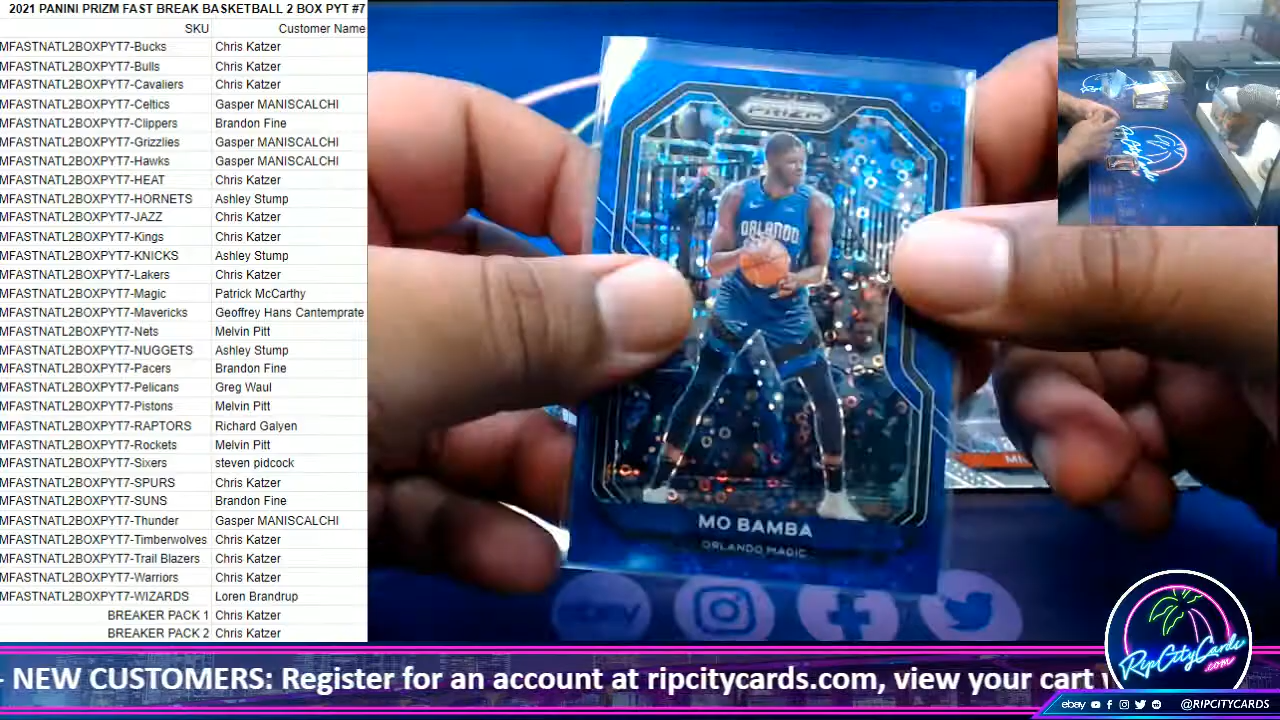 2021 PANINI PRIZM FAST BREAK BASKETBALL 2 BOX PYT #7
SKU Customer Name
MFASTNATL2BOXPYT7-Bucks Chris Katzer
MFASTNATL2BOXPYT7-Bulls Chris Katzer
MFASTNATL2BOXPYT7-Cavaliers Chris Katzer
MFASTNATL2BOXPYT7-Celtics Gasper MANISCALCHI
MFASTNATL2BOXPYT7-Clippers Brandon Fine
MFASTNATL2BOXPYT7-Grizzlies Gasper MANISCALCHI
MFASTNATL2BOXPYT7-Hawks Gasper MANISCALCHI
MFASTNATL2BOXPYT7-HEAT Chris Katzer
MFASTNATL2BOXPYT7-HORNETS Ashley Stump
MFASTNATL2BOXPYT7-JAZZ Chris Katzer
MFASTNATL2BOXPYT7-Kings Chris Katzer
MFASTNATL2BOXPYT7-KNICKS Ashley Stump
MFASTNATL2BOXPYT7-Lakers Chris Katzer
MFASTNATL2BOXPYT7-Magic Patrick McCarthy
MFASTNATL2BOXPYT7-Mavericks Geoffrey Hans Cantemprate
MFASTNATL2BOXPYT7-Nets Melvin Pitt
MFASTNATL2BOXPYT7-NUGGETS Ashley Stump
MFASTNATL2BOXPYT7-Pacers Brandon Fine
MFASTNATL2BOXPYT7-Pelicans Greg Waul
MFASTNATL2BOXPYT7-Pistons Melvin Pitt
MFASTNATL2BOXPYT7-RAPTORS Richard Galyen
MFASTNATL2BOXPYT7-Rockets Melvin Pitt
MFASTNATL2BOXPYT7-Sixers steven pidcock
MFASTNATL2BOXPYT7-SPURS Chris Katzer
MFASTNATL2BOXPYT7-SUNS Brandon Fine
MFASTNATL2BOXPYT7-Thunder Gasper MANISCALCHI
MFASTNATL2BOXPYT7-Timberwolves Chris Katzer
MFASTNATL2BOXPYT7-Trail Blazers Chris Katzer
MFASTNATL2BOXPYT7-Warriors Chris Katzer
MFASTNATL2BOXPYT7-WIZARDS Loren Brandrup
BREAKER PACK 1 Chris Katzer
BREAKER PACK 2 Chris Katzer
PRIZM
ORLANDO
MO BAMBA
ORLANDO MAGIC
ebay
RipCityCards
.com
- NEW CUSTOMERS: Register for an account at ripcitycards.com, view your cart
ebay @RIPCITYCARDS